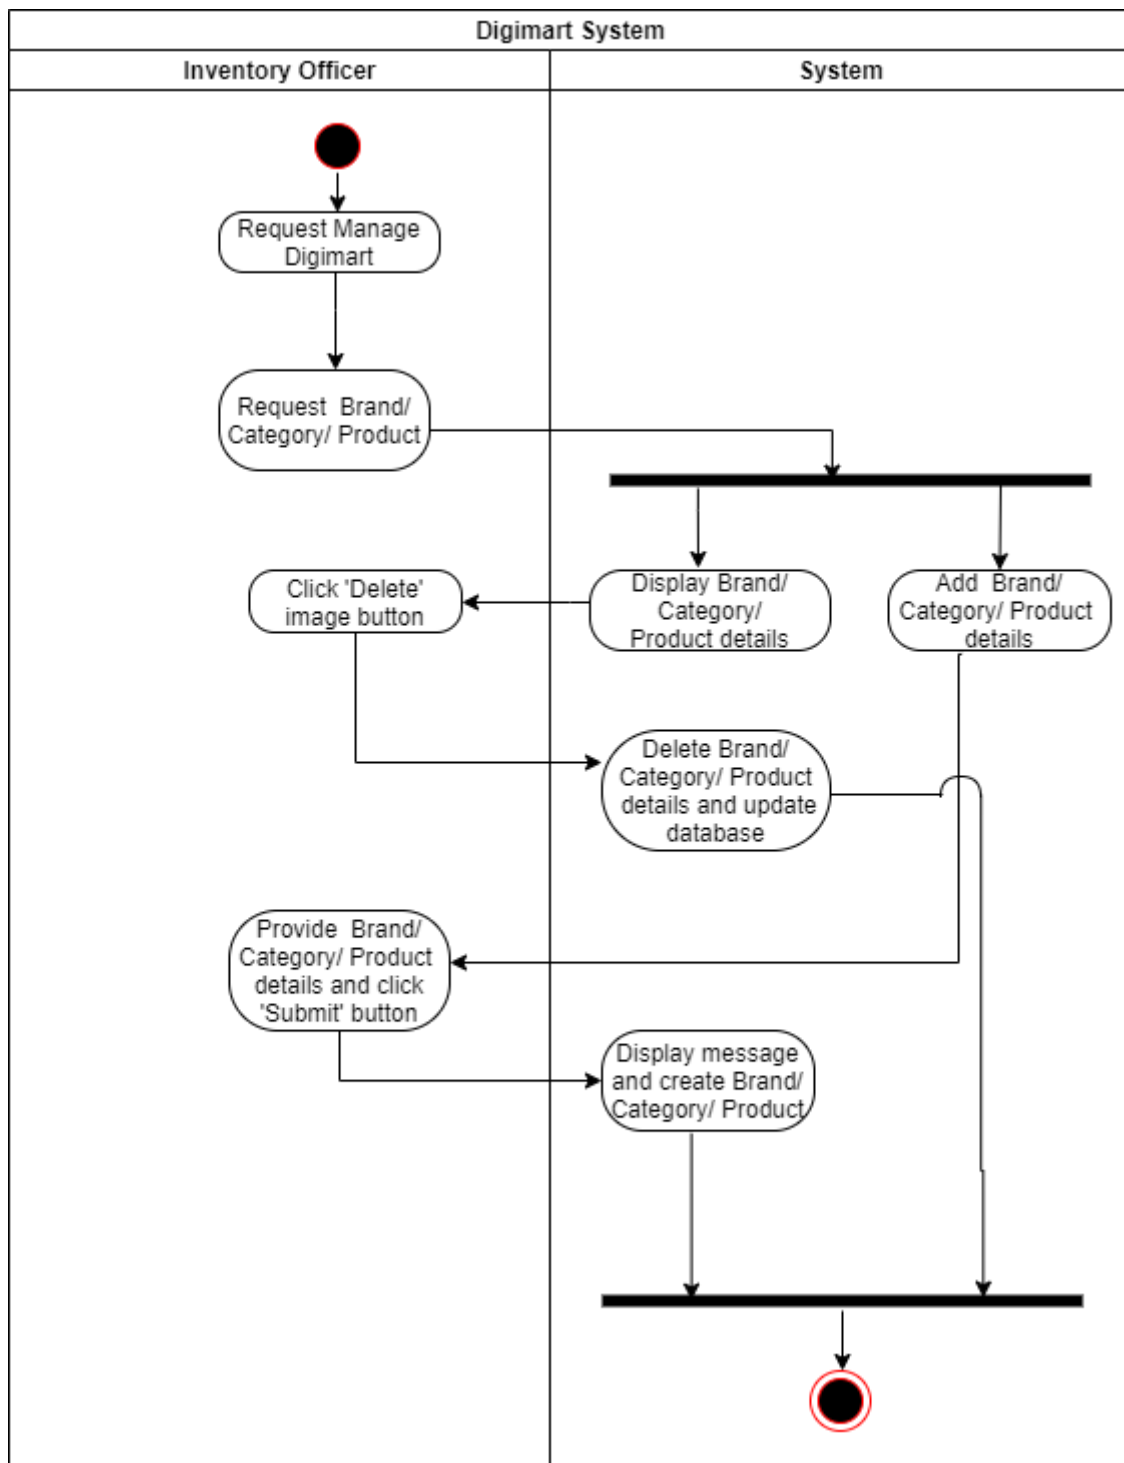 Digimart System
Inventory Officer
System
Request Manage
Digimart
Request Brand/
Category/ Product
Click 'Delete'
image button
Display Brand/
Category/
Product details
Add Brand/
Category/ Product
details
Delete Brand/
Category/ Product
details and update
database
Provide Brand/
Category/ Product
details and click
'Submit' button
Display message
and create Brand/
Category/ Product